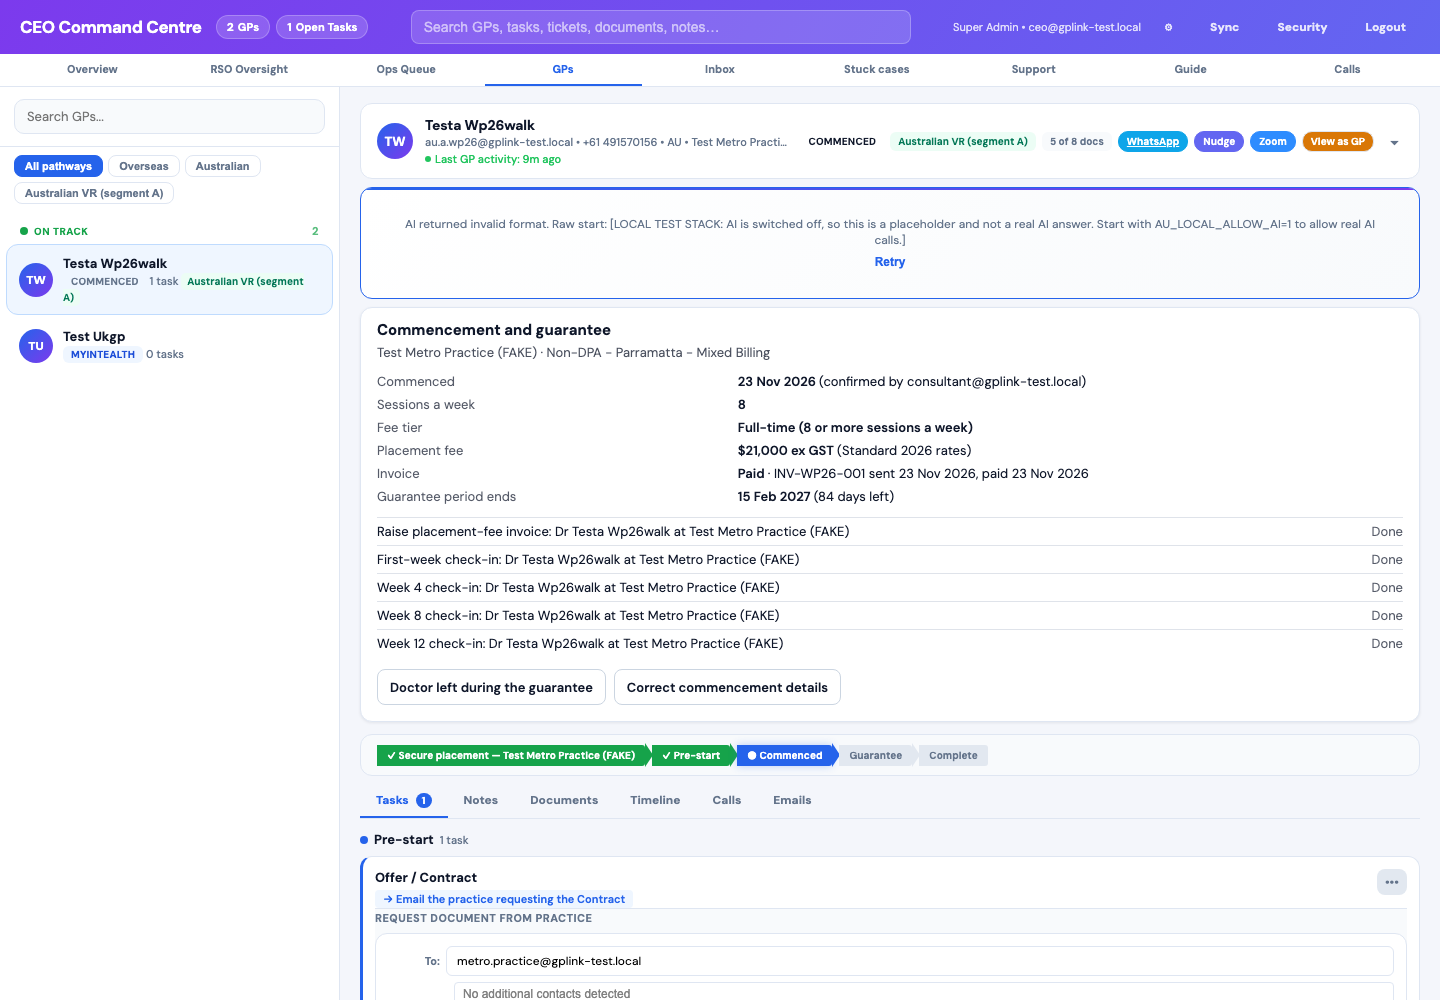 CEO Command Centre
2 GPs
1 Open Tasks
Search GPs, tasks, tickets, documents, notes…
Super Admin • ceo@gplink-test.local
Sync
Security
Logout
Overview
RSO Oversight
Ops Queue
GPs
Inbox
Stuck cases
Support
Guide
Calls
Search GPs...
All pathways
Overseas
Australian
Australian VR (segment A)
ON TRACK
2
TW
Testa Wp26walk
COMMENCED 1 task Australian VR (segment
A)
TU
Test Ukgp
MYINTEALTH 0 tasks
TW
Testa Wp26walk
au.a.wp26@gplink-test.local • +61 491570156 • AU • Test Metro Practi...
Last GP activity: 9m ago
COMMENCED
Australian VR (segment A)
5 of 8 docs
WhatsApp
Nudge
Zoom
View as GP
AI returned invalid format. Raw start: [LOCAL TEST STACK: AI is switched off, so this is a placeholder and not a real AI answer. Start with AU_LOCAL_ALLOW_AI=1 to allow real AI
calls.]
Retry
Commencement and guarantee
Test Metro Practice (FAKE) · Non-DPA - Parramatta - Mixed Billing
Commenced 23 Nov 2026 (confirmed by consultant@gplink-test.local)
Sessions a week 8
Fee tier Full-time (8 or more sessions a week)
Placement fee $21,000 ex GST (Standard 2026 rates)
Invoice Paid · INV-WP26-001 sent 23 Nov 2026, paid 23 Nov 2026
Guarantee period ends 15 Feb 2027 (84 days left)
Raise placement-fee invoice: Dr Testa Wp26walk at Test Metro Practice (FAKE) Done
First-week check-in: Dr Testa Wp26walk at Test Metro Practice (FAKE) Done
Week 4 check-in: Dr Testa Wp26walk at Test Metro Practice (FAKE) Done
Week 8 check-in: Dr Testa Wp26walk at Test Metro Practice (FAKE) Done
Week 12 check-in: Dr Testa Wp26walk at Test Metro Practice (FAKE) Done
Doctor left during the guarantee
Correct commencement details
✓ Secure placement — Test Metro Practice (FAKE)
✓ Pre-start
Commenced
Guarantee
Complete
Tasks 1
Notes
Documents
Timeline
Calls
Emails
Pre-start 1 task
Offer / Contract
→ Email the practice requesting the Contract
REQUEST DOCUMENT FROM PRACTICE
To: metro.practice@gplink-test.local
No additional contacts detected